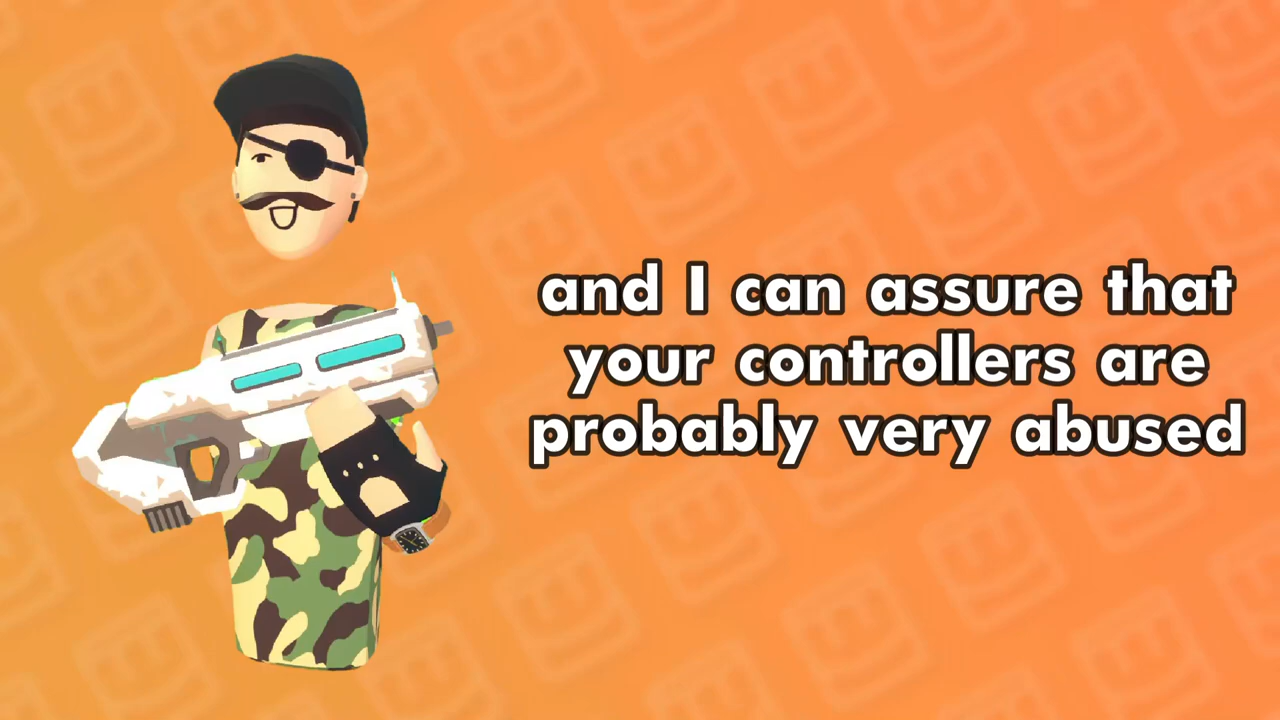 and I can assure that
your controllers are
probably very abused